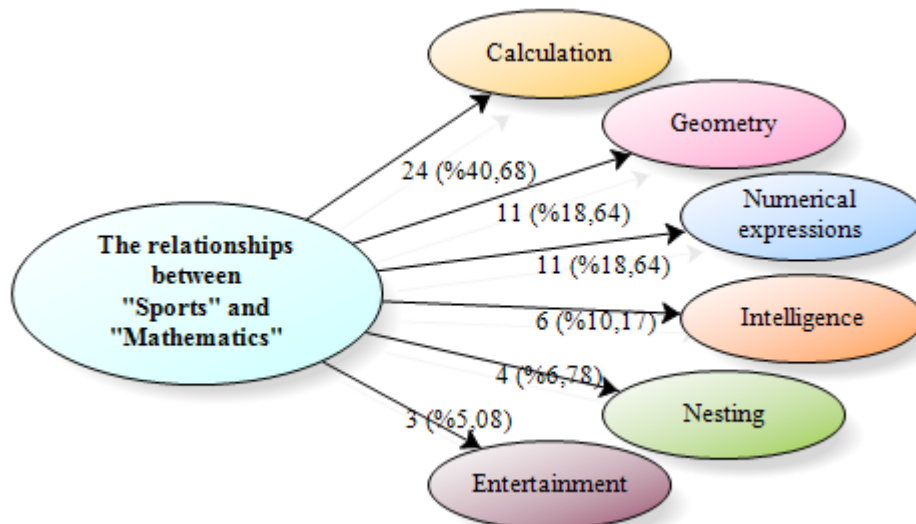 Calculation
Geometry
24 (%40,68)
11 (%18,64)
Numerical
expressions
The relationships
between
"Sports" and
"Mathematics"
11 (%18,64)
6 (%10,17)
Intelligence
4 (%6,78)
Nesting
3 (%5,08)
Entertainment